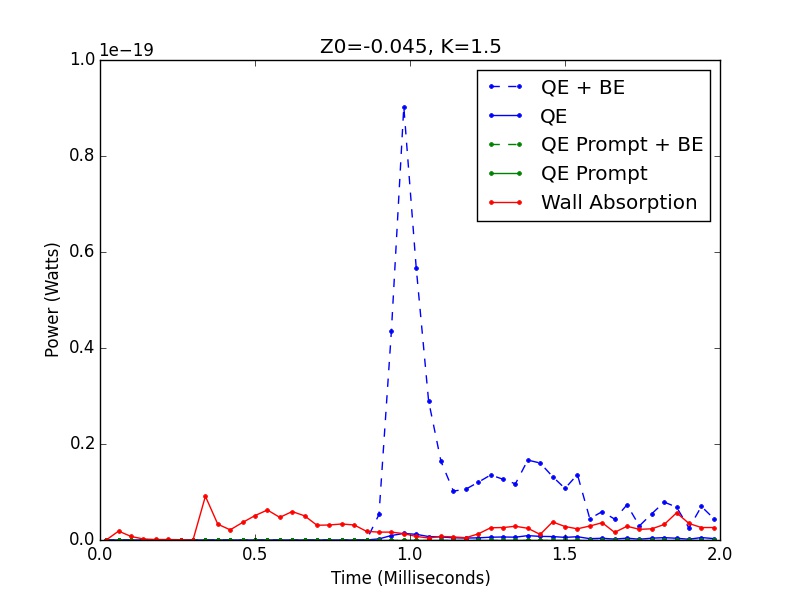 Z0=-0.045, K=1.5
1e−19
1.0
0.8
0.6
0.4
0.2
0.0
Power (Watts)
QE + BE
QE
QE Prompt + BE
QE Prompt
Wall Absorption
0.0 0.5 1.0 1.5 2.0
Time (Milliseconds)